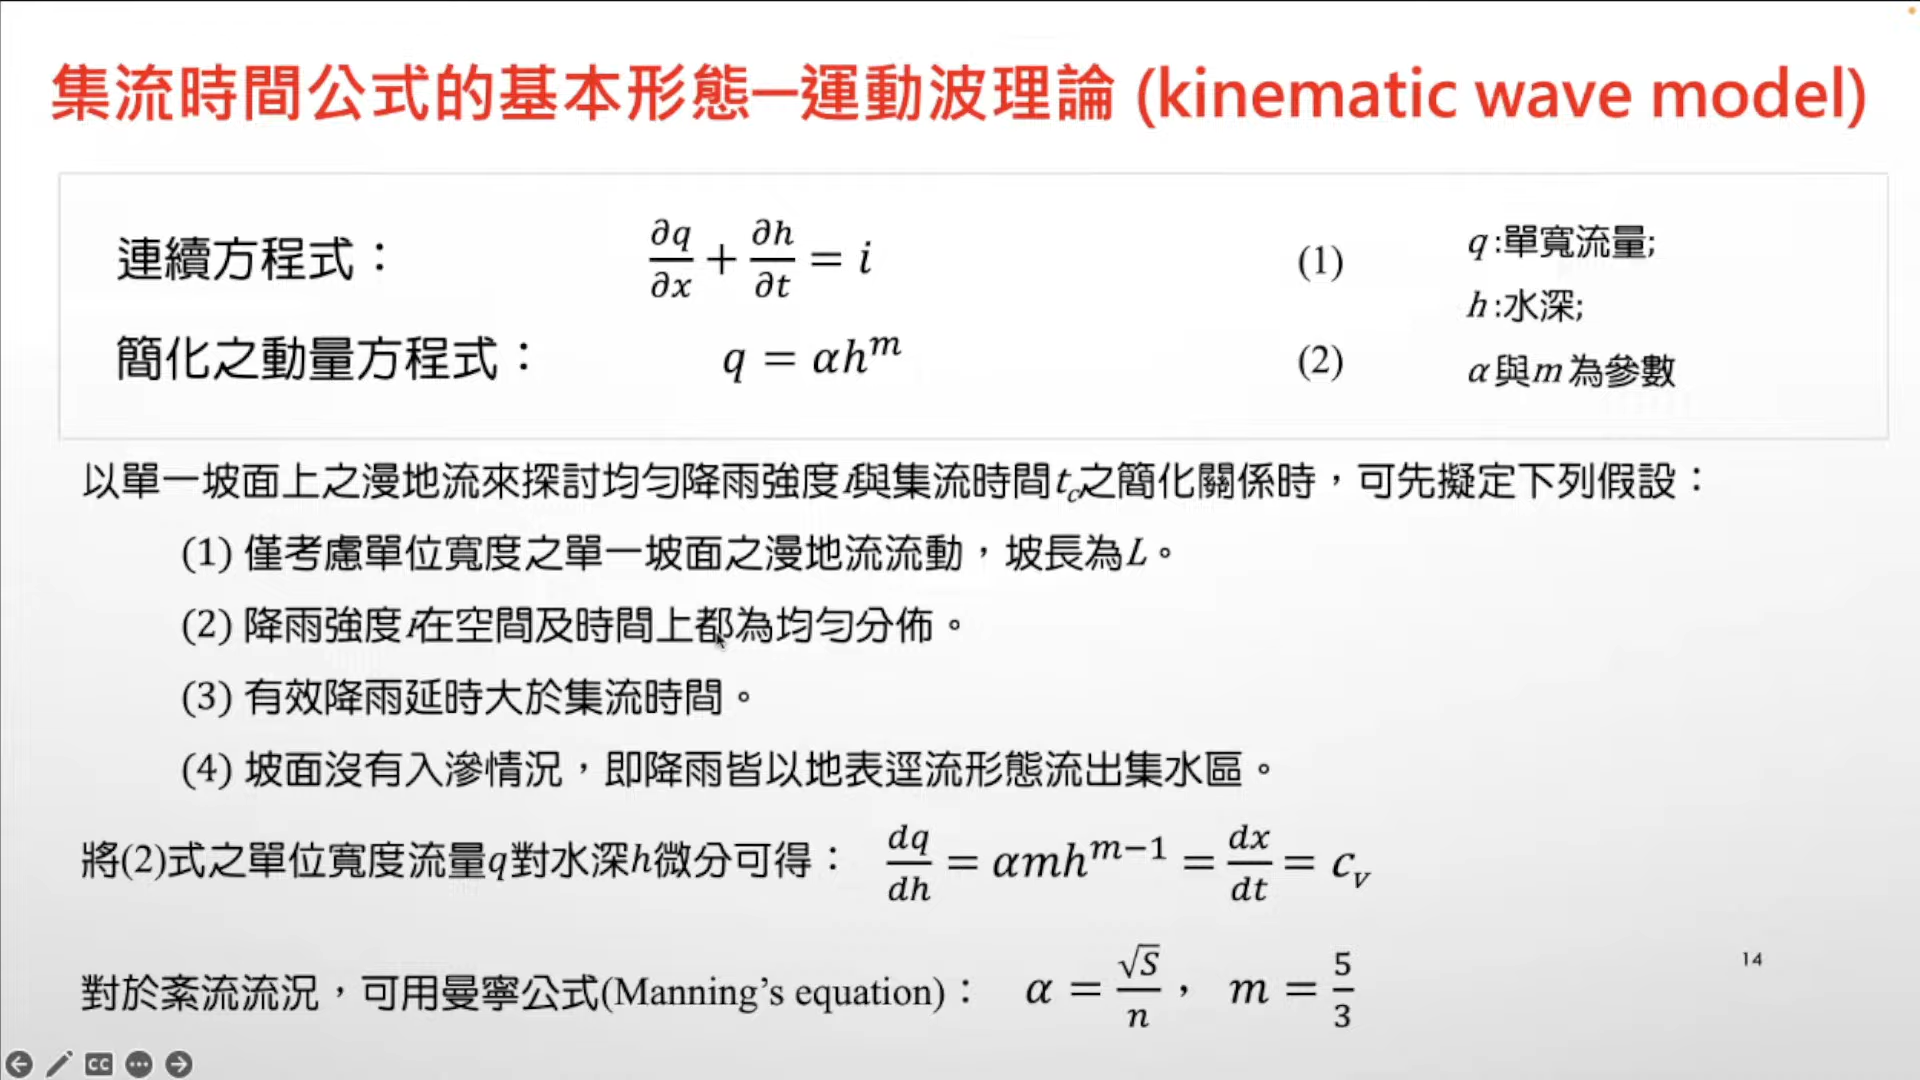 集流時間公式的基本形態─運動波理論 (kinematic wave model)
連續方程式： ∂q/∂x + ∂h/∂t = i (1)
q :單寬流量;
h :水深;
簡化之動量方程式： q = αh^m (2)
α與m 為參數
以單一坡面上之漫地流來探討均勻降雨強度i與集流時間t_c之簡化關係時，可先擬定下列假設：
(1) 僅考慮單位寬度之單一坡面之漫地流流動，坡長為L。
(2) 降雨強度i在空間及時間上都為均勻分佈。
(3) 有效降雨延時大於集流時間。
(4) 坡面沒有入滲情況，即降雨皆以地表逕流形態流出集水區。
將(2)式之單位寬度流量q對水深h微分可得： dq/dh = αmh^(m−1) = dx/dt = c_v
對於紊流流況，可用曼寧公式(Manning's equation)： α = √S/n， m = 5/3
14
CC